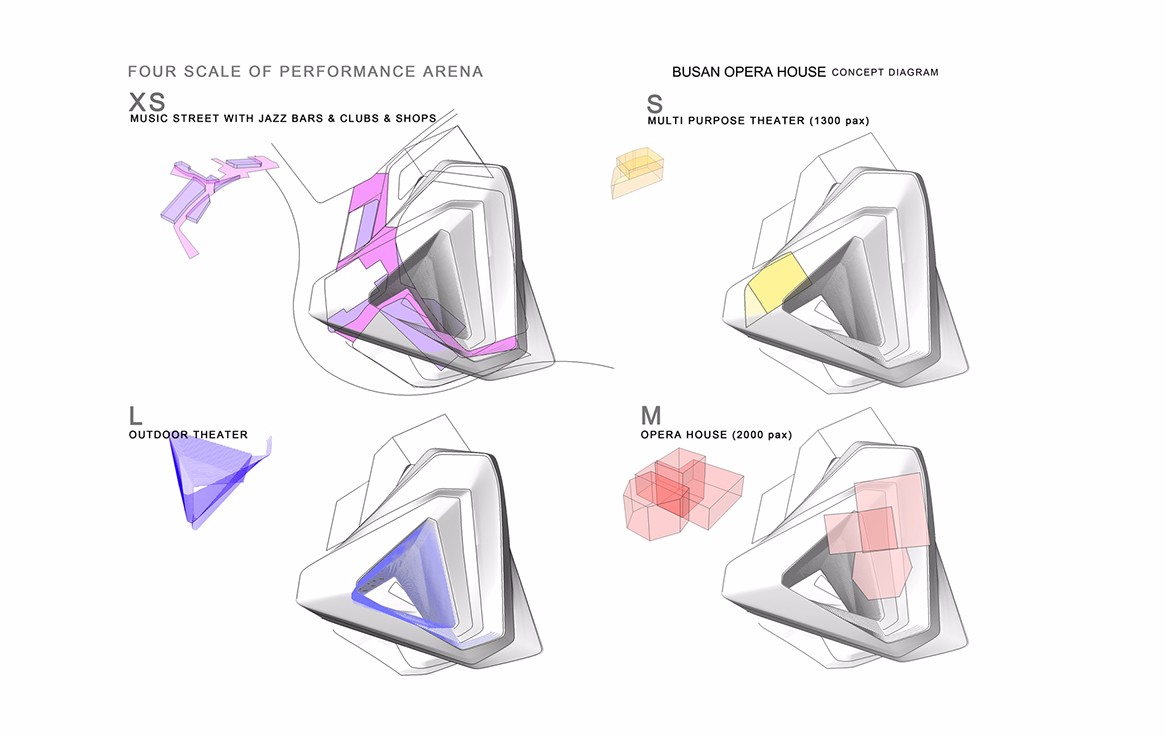 FOUR SCALE OF PERFORMANCE ARENA
BUSAN OPERA HOUSE CONCEPT DIAGRAM
XS
MUSIC STREET WITH JAZZ BARS & CLUBS & SHOPS
S
MULTI PURPOSE THEATER (1300 pax)
L
OUTDOOR THEATER
M
OPERA HOUSE (2000 pax)